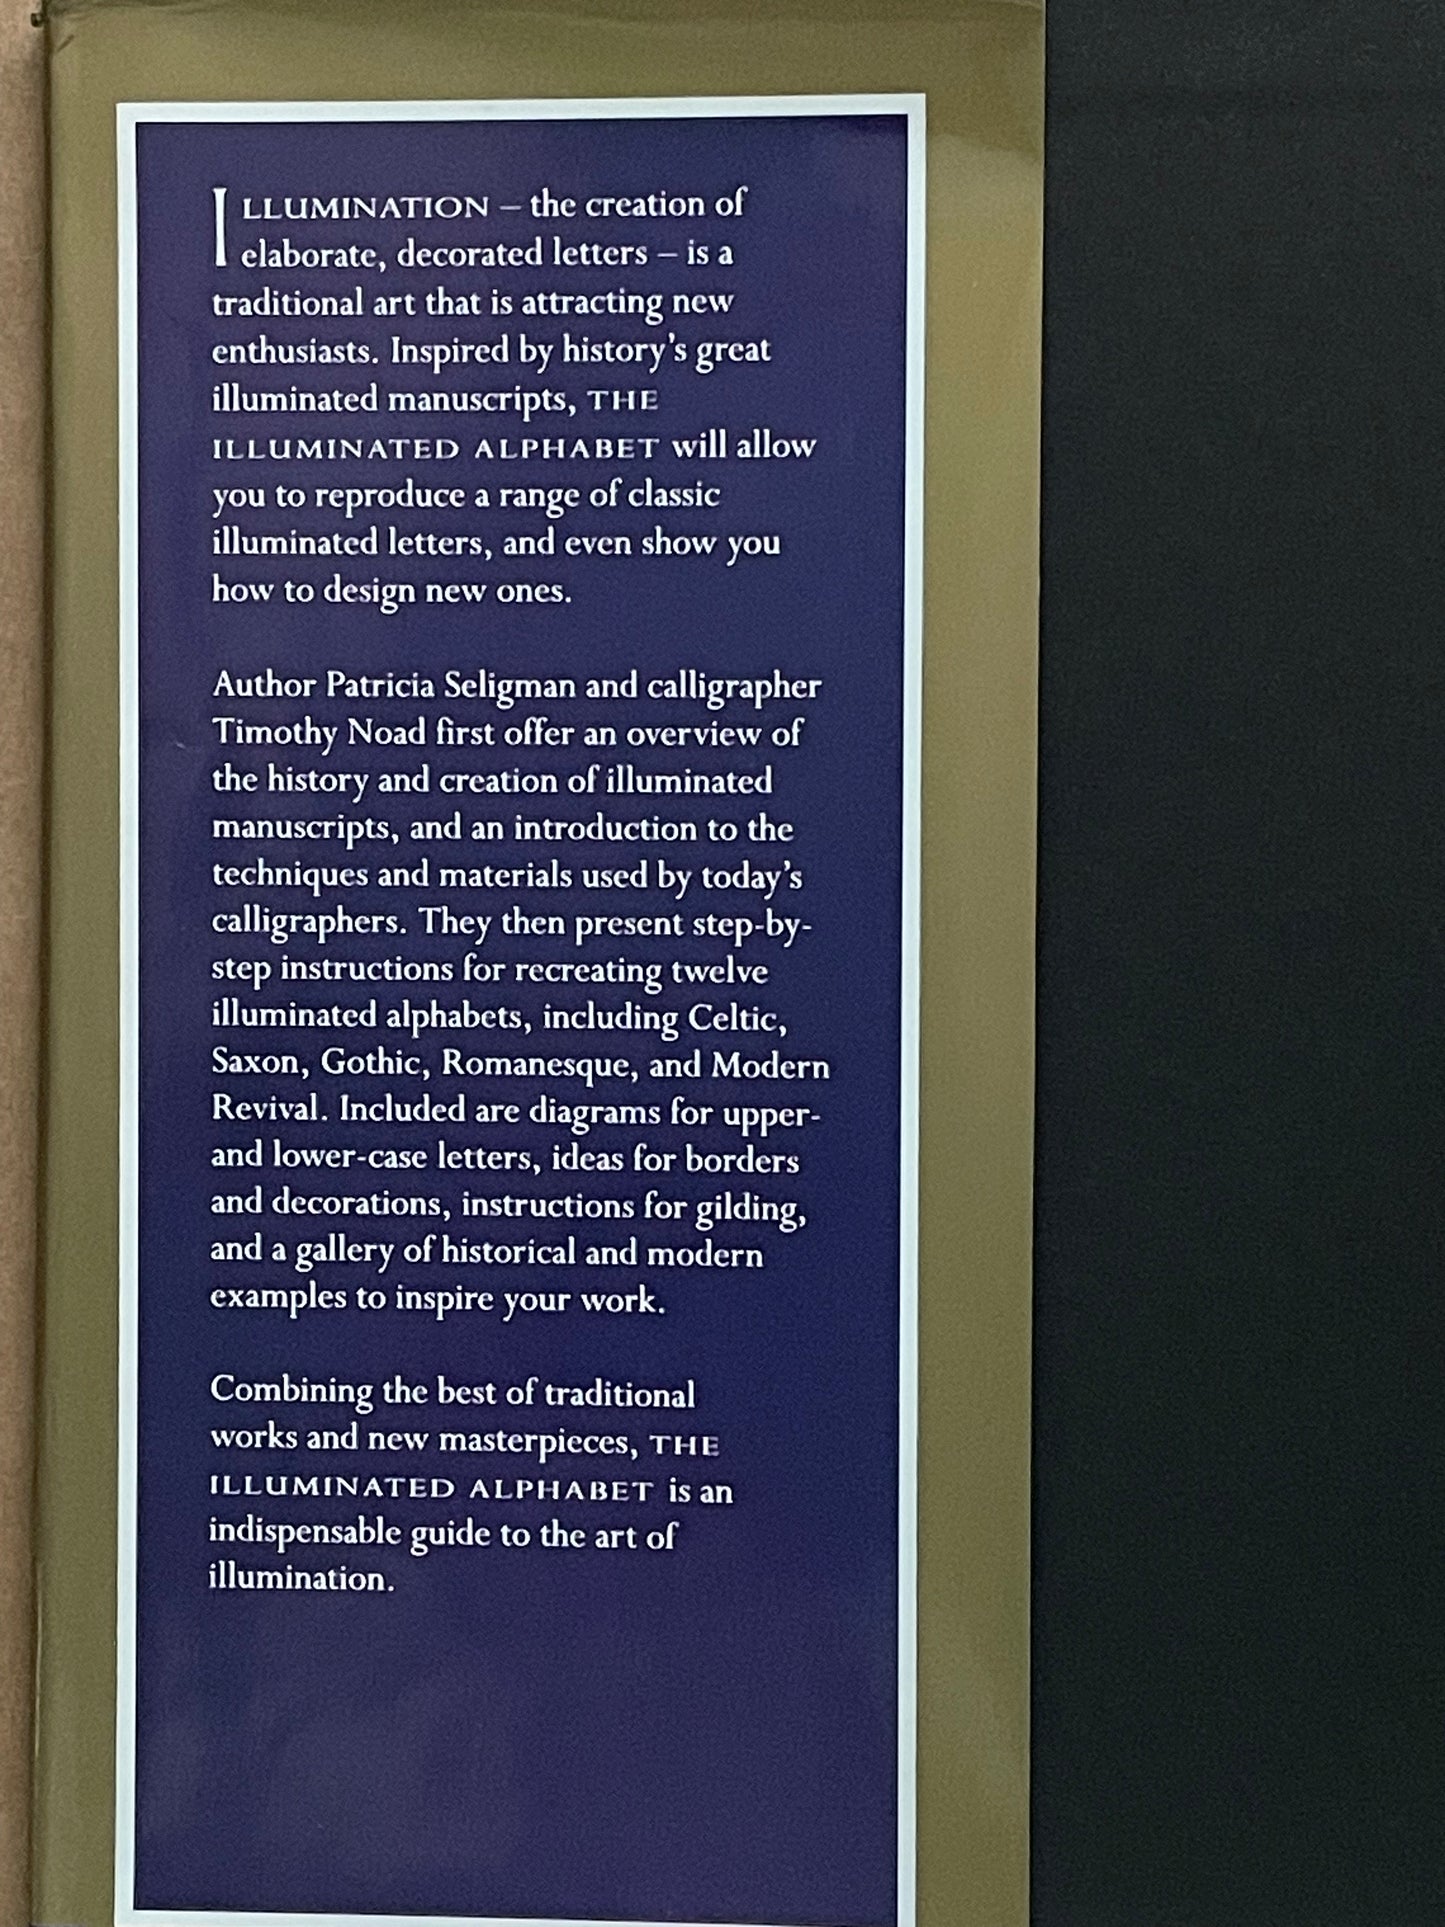 ILLUMINATION – the creation of
elaborate, decorated letters – is a
traditional art that is attracting new
enthusiasts. Inspired by history's great
illuminated manuscripts, THE
ILLUMINATED ALPHABET will allow
you to reproduce a range of classic
illuminated letters, and even show you
how to design new ones.
Author Patricia Seligman and calligrapher
Timothy Noad first offer an overview of
the history and creation of illuminated
manuscripts, and an introduction to the
techniques and materials used by today's
calligraphers. They then present step-by-
step instructions for recreating twelve
illuminated alphabets, including Celtic,
Saxon, Gothic, Romanesque, and Modern
Revival. Included are diagrams for upper-
and lower-case letters, ideas for borders
and decorations, instructions for gilding,
and a gallery of historical and modern
examples to inspire your work.
Combining the best of traditional
works and new masterpieces, THE
ILLUMINATED ALPHABET is an
indispensable guide to the art of
illumination.